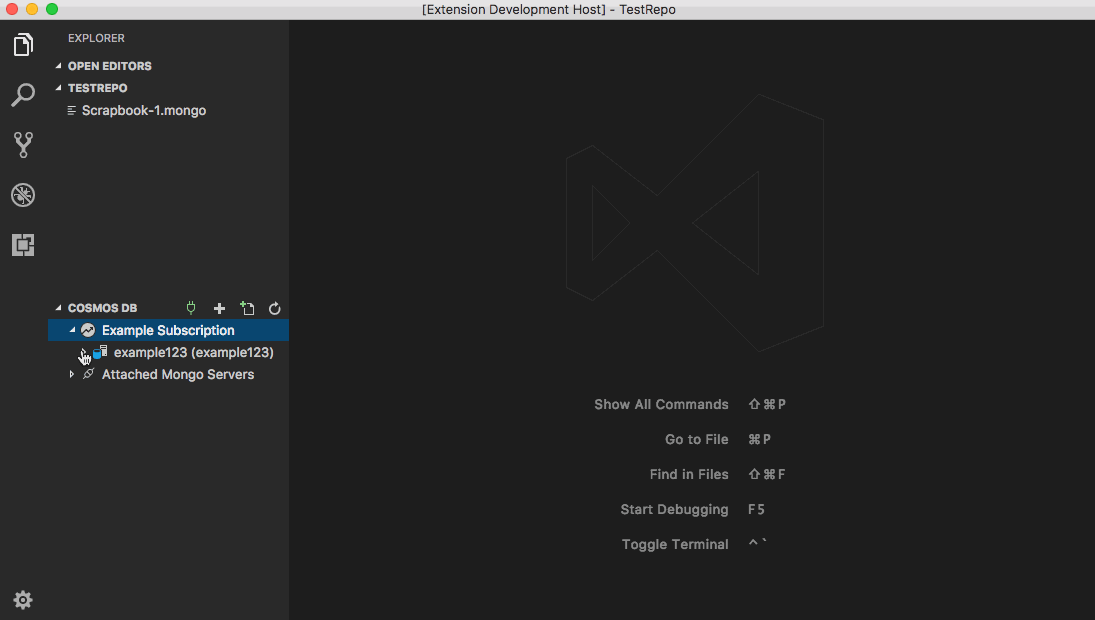 [Extension Development Host] - TestRepo
EXPLORER
OPEN EDITORS
TESTREPO
Scrapbook-1.mongo
COSMOS DB
Example Subscription
example123 (example123)
Attached Mongo Servers
Show All Commands ⇧⌘P
Go to File ⌘P
Find in Files ⇧⌘F
Start Debugging F5
Toggle Terminal ^`